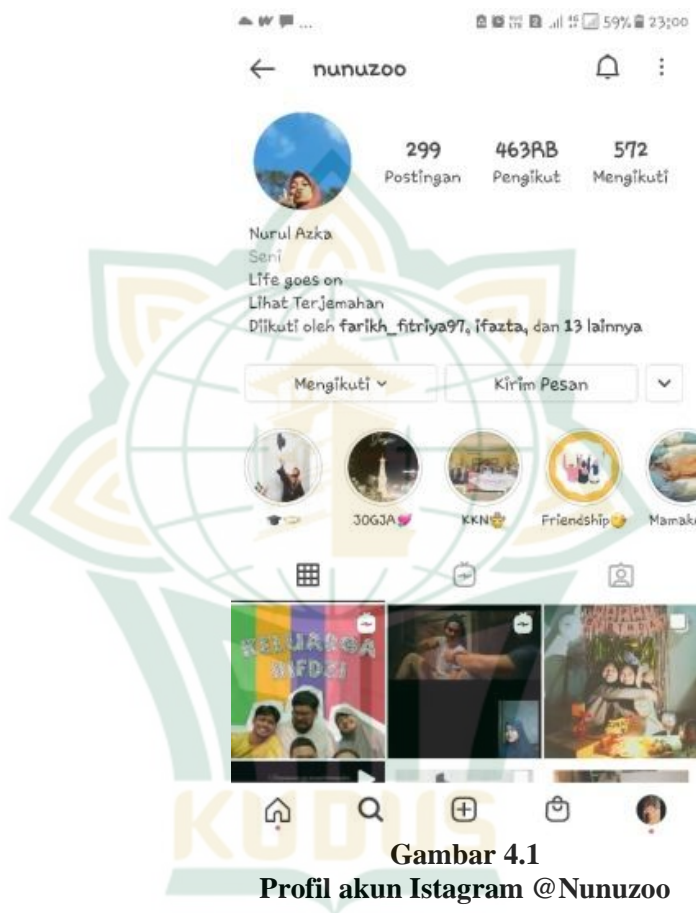 ... 59% 23:00
nunuzoo
299 463RB 572
Postingan Pengikut Mengikuti
Nurul Azka
Seni
Life goes on
Lihat Terjemahan
Diikuti oleh farikh_fitriya97, ifazta, dan 13 lainnya
Mengikuti Kirim Pesan
JOGJA KKN Friendship Mamak
KELUARGA
KUDUS
Gambar 4.1
Profil akun Istagram @Nunuzoo